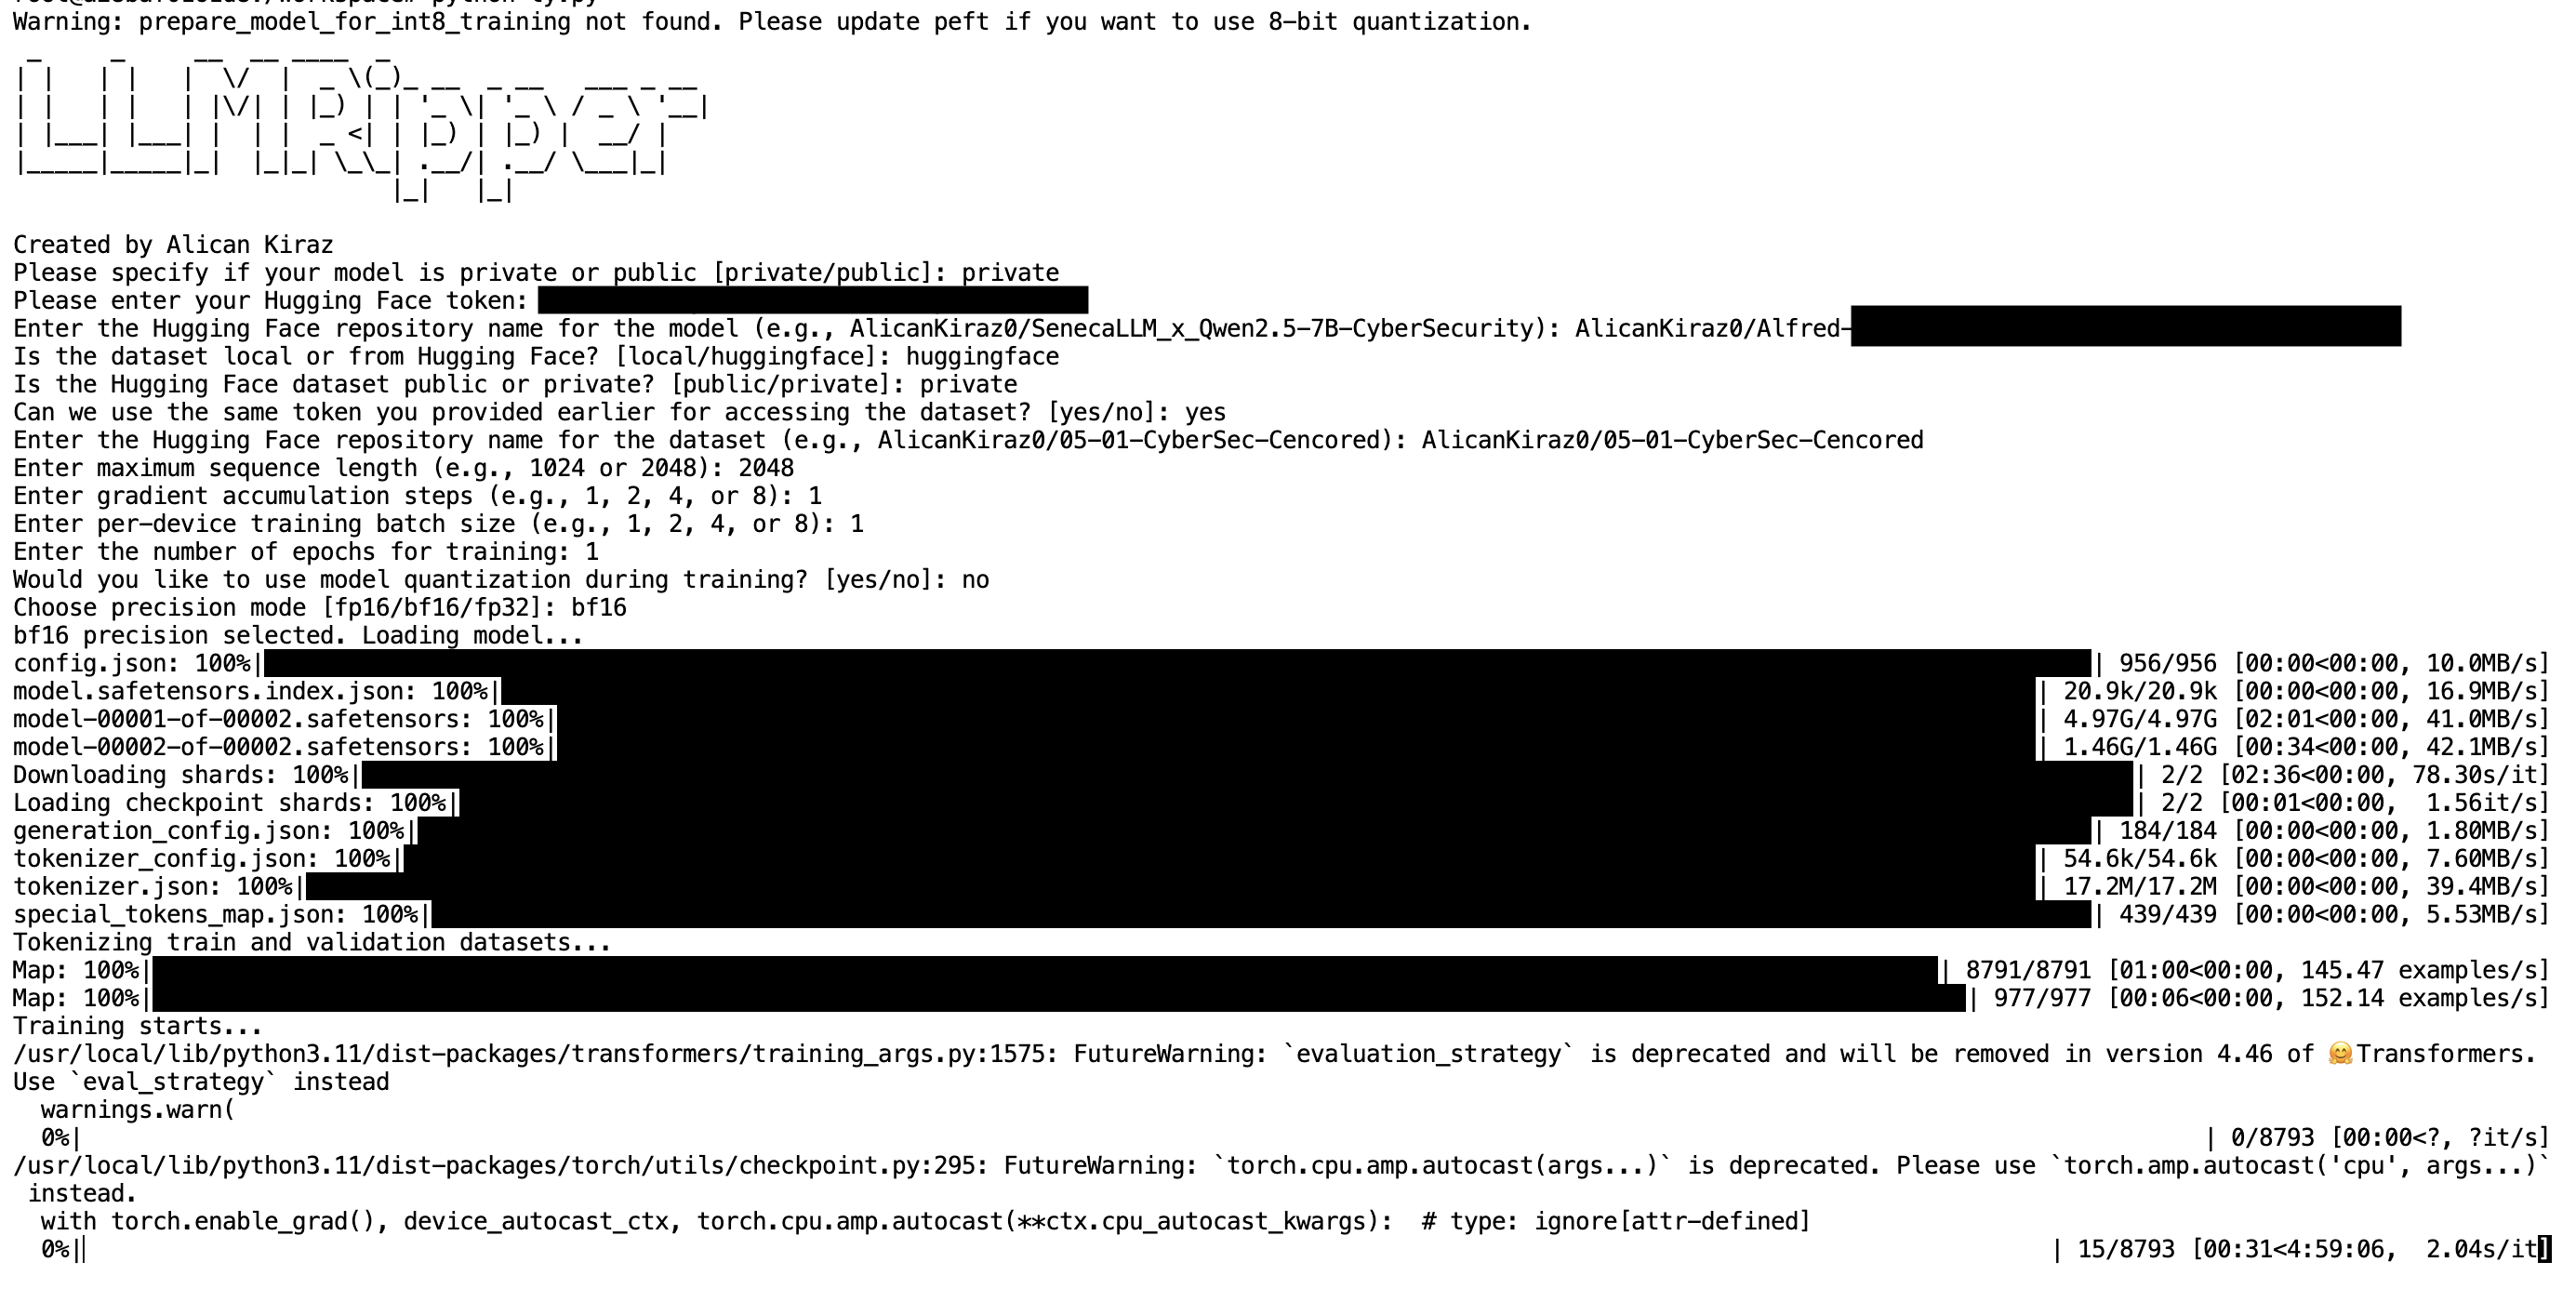 Warning: prepare_model_for_int8_training not found. Please update peft if you want to use 8-bit quantization.
LLMRipper
Created by Alican Kiraz
Please specify if your model is private or public [private/public]: private
Please enter your Hugging Face token:
Enter the Hugging Face repository name for the model (e.g., AlicanKiraz0/SenecaLLM_x_Qwen2.5-7B-CyberSecurity): AlicanKiraz0/Alfred-
Is the dataset local or from Hugging Face? [local/huggingface]: huggingface
Is the Hugging Face dataset public or private? [public/private]: private
Can we use the same token you provided earlier for accessing the dataset? [yes/no]: yes
Enter the Hugging Face repository name for the dataset (e.g., AlicanKiraz0/05-01-CyberSec-Cencored): AlicanKiraz0/05-01-CyberSec-Cencored
Enter maximum sequence length (e.g., 1024 or 2048): 2048
Enter gradient accumulation steps (e.g., 1, 2, 4, or 8): 1
Enter per-device training batch size (e.g., 1, 2, 4, or 8): 1
Enter the number of epochs for training: 1
Would you like to use model quantization during training? [yes/no]: no
Choose precision mode [fp16/bf16/fp32]: bf16
bf16 precision selected. Loading model...
config.json: 100%| | 956/956 [00:00<00:00, 10.0MB/s]
model.safetensors.index.json: 100%| | 20.9k/20.9k [00:00<00:00, 16.9MB/s]
model-00001-of-00002.safetensors: 100%| | 4.97G/4.97G [02:01<00:00, 41.0MB/s]
model-00002-of-00002.safetensors: 100%| | 1.46G/1.46G [00:34<00:00, 42.1MB/s]
Downloading shards: 100%| | 2/2 [02:36<00:00, 78.30s/it]
Loading checkpoint shards: 100%| | 2/2 [00:01<00:00, 1.56it/s]
generation_config.json: 100%| | 184/184 [00:00<00:00, 1.80MB/s]
tokenizer_config.json: 100%| | 54.6k/54.6k [00:00<00:00, 7.60MB/s]
tokenizer.json: 100%| | 17.2M/17.2M [00:00<00:00, 39.4MB/s]
special_tokens_map.json: 100%| | 439/439 [00:00<00:00, 5.53MB/s]
Tokenizing train and validation datasets...
Map: 100%| | 8791/8791 [01:00<00:00, 145.47 examples/s]
Map: 100%| | 977/977 [00:06<00:00, 152.14 examples/s]
Training starts...
/usr/local/lib/python3.11/dist-packages/transformers/training_args.py:1575: FutureWarning: `evaluation_strategy` is deprecated and will be removed in version 4.46 of 🤗 Transformers.
Use `eval_strategy` instead
warnings.warn(
0%| | 0/8793 [00:00<?, ?it/s]
/usr/local/lib/python3.11/dist-packages/torch/utils/checkpoint.py:295: FutureWarning: `torch.cpu.amp.autocast(args...)` is deprecated. Please use `torch.amp.autocast('cpu', args...)`
instead.
with torch.enable_grad(), device_autocast_ctx, torch.cpu.amp.autocast(**ctx.cpu_autocast_kwargs):  # type: ignore[attr-defined]
0%| | 15/8793 [00:31<4:59:06, 2.04s/it]